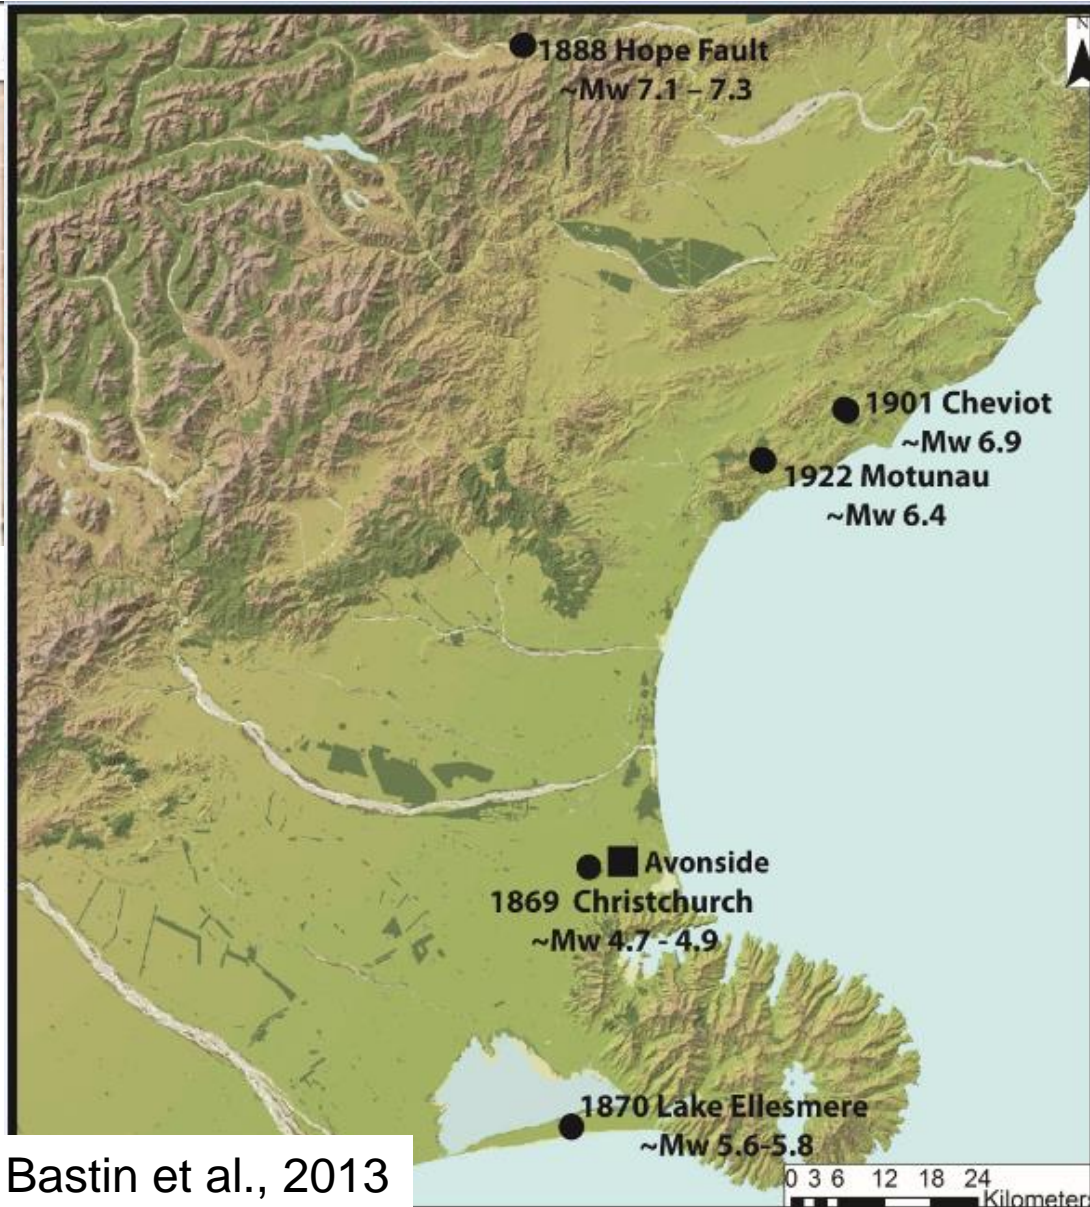 N
1888 Hope Fault
~Mw 7.1 – 7.3
1901 Cheviot
~Mw 6.9
1922 Motunau
~Mw 6.4
Avonside
1869 Christchurch
~Mw 4.7 - 4.9
1870 Lake Ellesmere
~Mw 5.6-5.8
Bastin et al., 2013
0 3 6 12 18 24
Kilometers